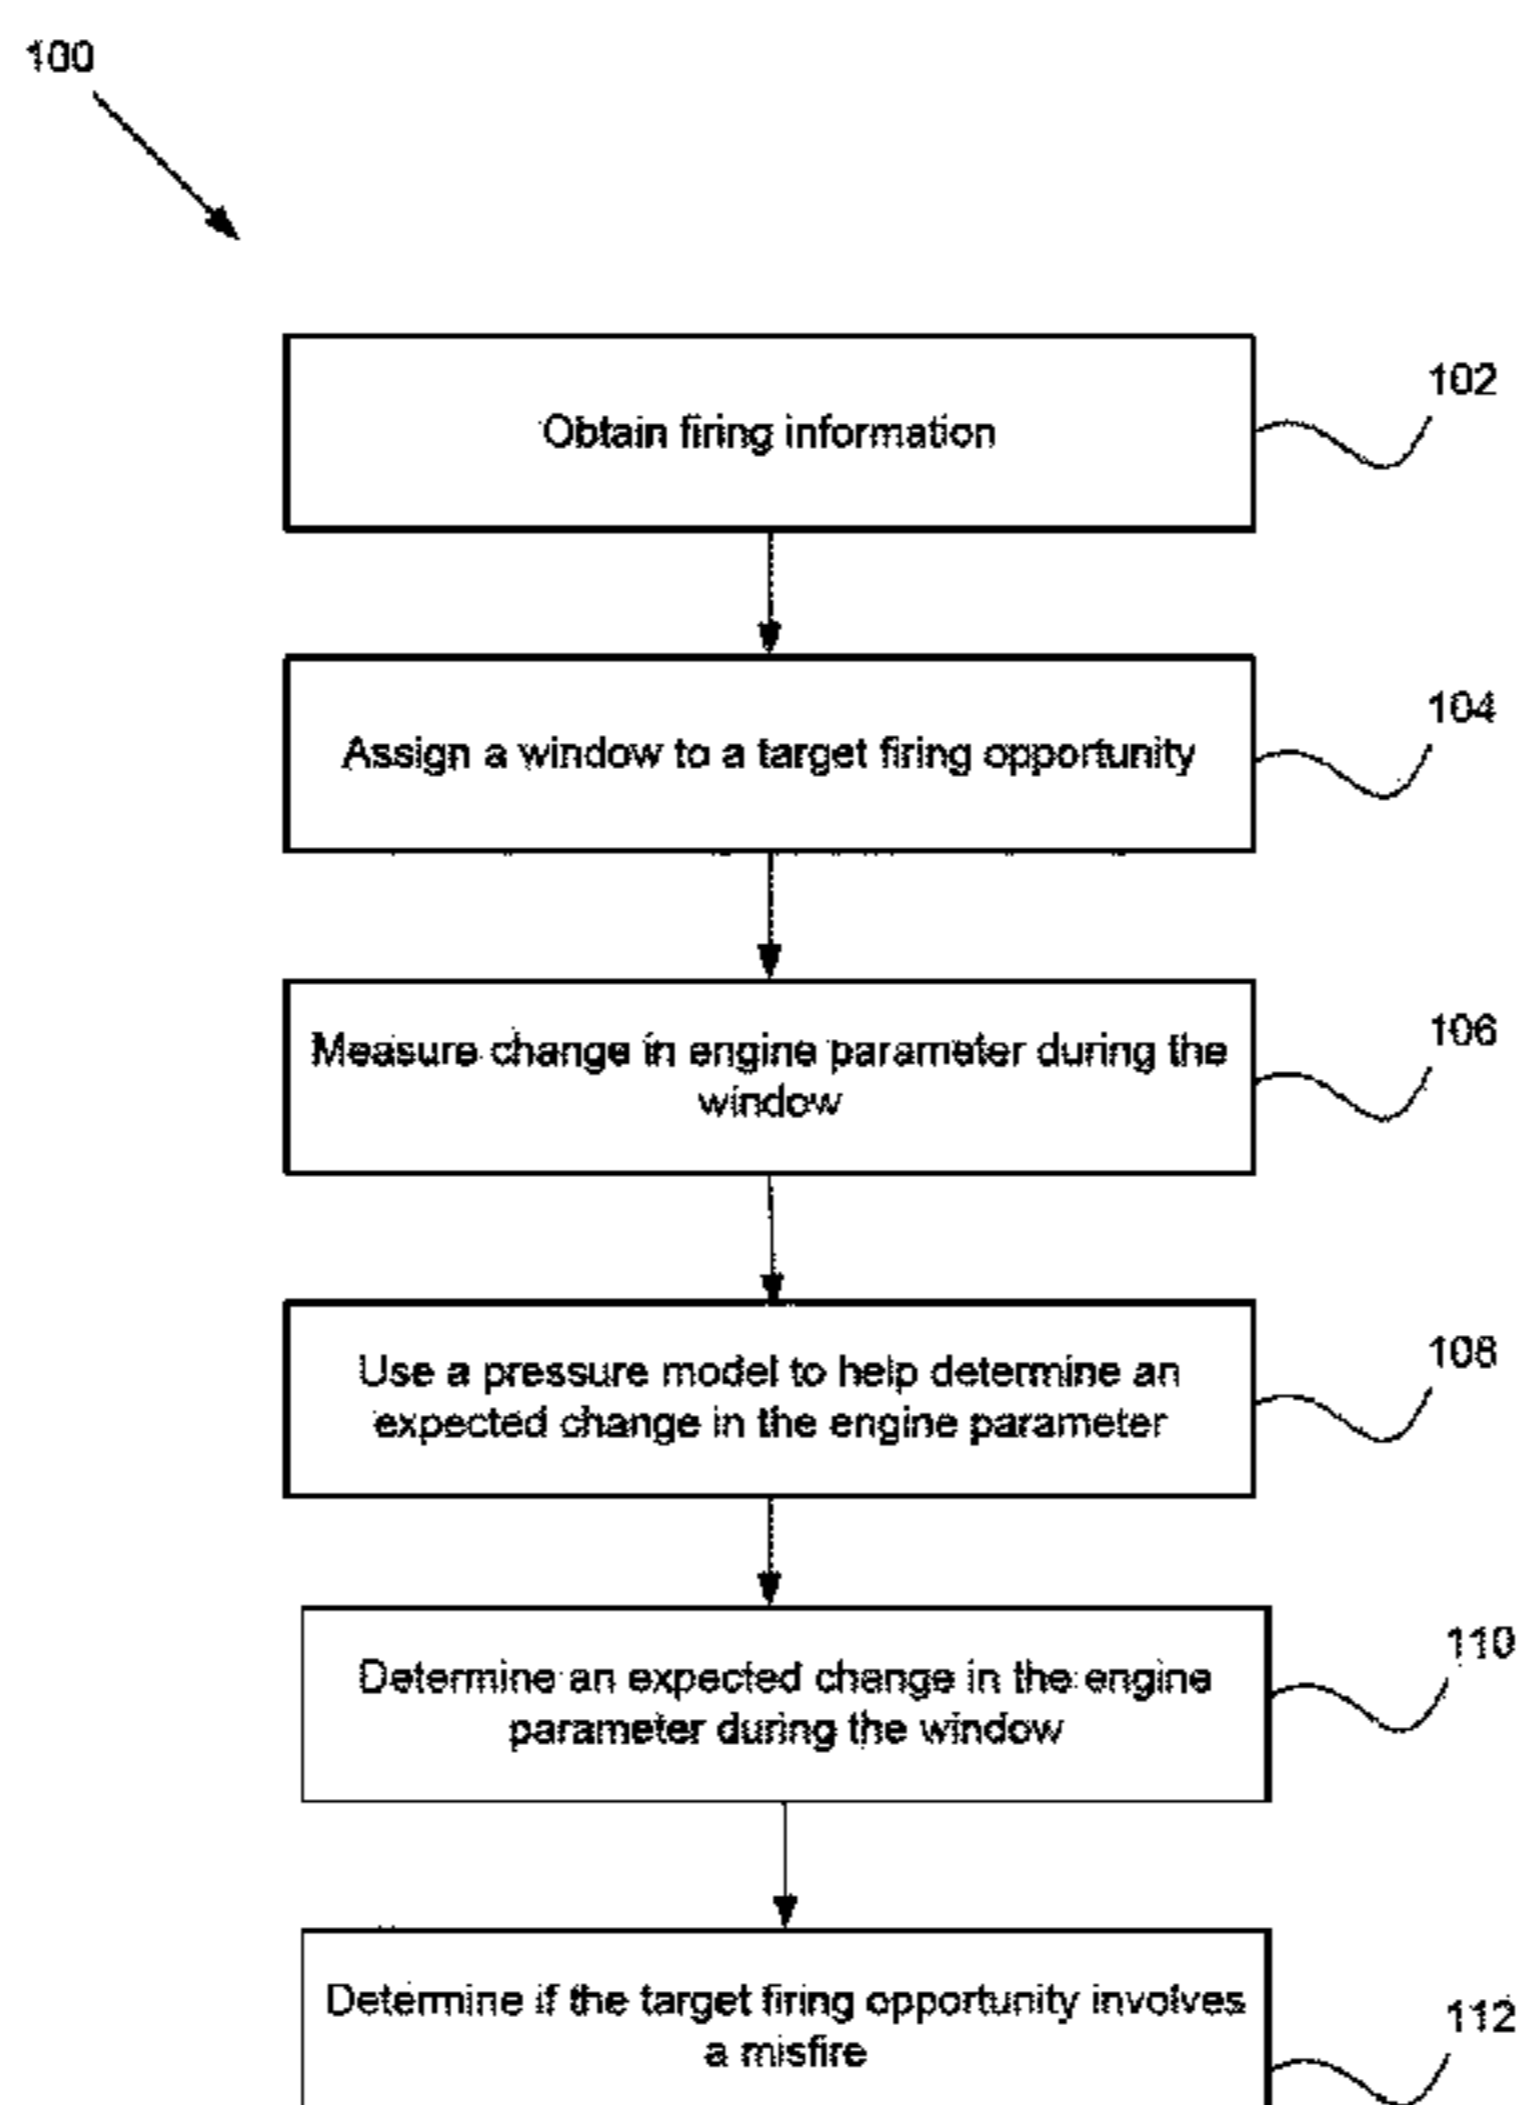 100
Obtain firing information
102
Assign a window to a target firing opportunity
104
Measure change in engine parameter during the
window
106
Use a pressure model to help determine an
expected change in the engine parameter
108
Determine an expected change in the engine
parameter during the window
110
Determine if the target firing opportunity involves
a misfire
112